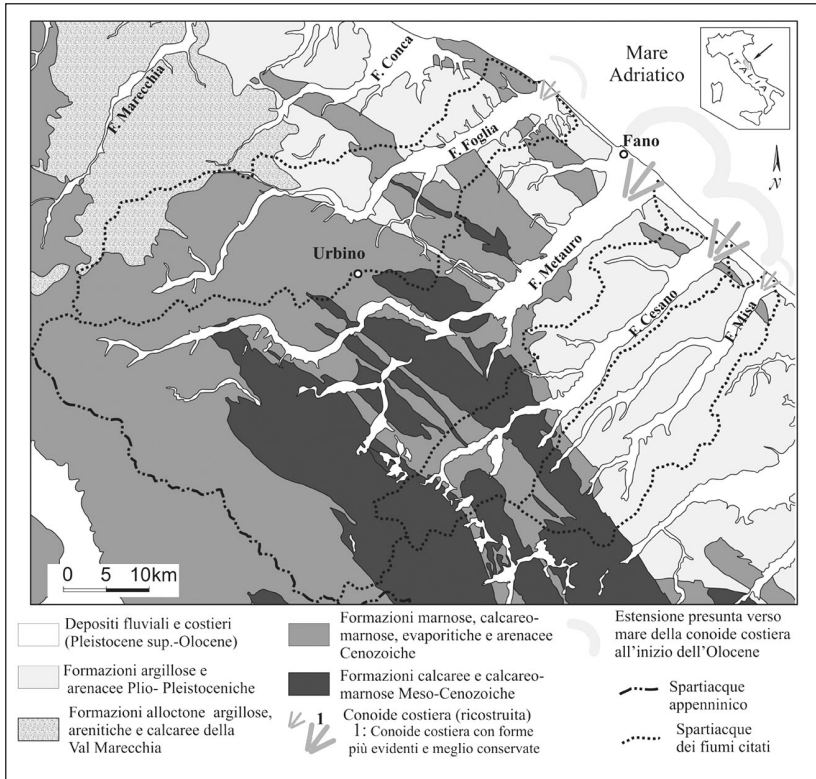 Mare
Adriatico
ITALIA
N
F. Marecchia
F. Conca
F. Foglia
Fano
Urbino
F. Metauro
F. Cesano
F. Misa
0 5 10km
Depositi fluviali e costieri
(Pleistocene sup.-Olocene)
Formazioni argillose e
arenacee Plio- Pleistoceniche
Formazioni alloctone argillose,
arenitiche e calcaree della
Val Marecchia
Formazioni marnose, calcareo-
marnose, evaporitiche e arenacee
Cenozoiche
Formazioni calcaree e calcareo-
marnose Meso-Cenozoiche
1 Conoide costiera (ricostruita)
1: Conoide costiera con forme
più evidenti e meglio conservate
Estensione presunta verso
mare della conoide costiera
all'inizio dell'Olocene
Spartiacque
appenninico
Spartiacque
dei fiumi citati